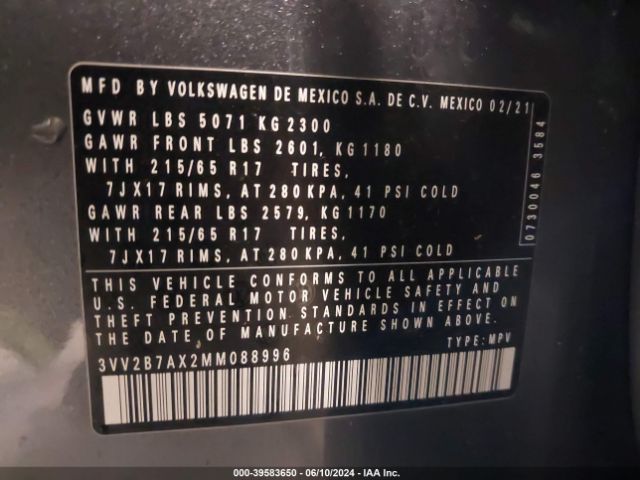 MFD BY VOLKSWAGEN DE MEXICO S.A. DE C.V. MEXICO 02/21
GVWR LBS 5071 KG 2300
GAWR FRONT LBS 2601, KG 1180
WITH 215/65 R17 TIRES,
7JX17 RIMS, AT 280 KPA, 41 PSI COLD
GAWR REAR LBS 2579, KG 1170
WITH 215/65 R17 TIRES,
7JX17 RIMS, AT 280 KPA, 41 PSI COLD
0730046 3584
THIS VEHICLE CONFORMS TO ALL APPLICABLE
U.S. FEDERAL MOTOR VEHICLE SAFETY AND
THEFT PREVENTION STANDARDS IN EFFECT ON
THE DATE OF MANUFACTURE SHOWN ABOVE.
3VV2B7AX2MM088996 TYPE: MPV
000-39583650 - 06/10/2024 - IAA Inc.